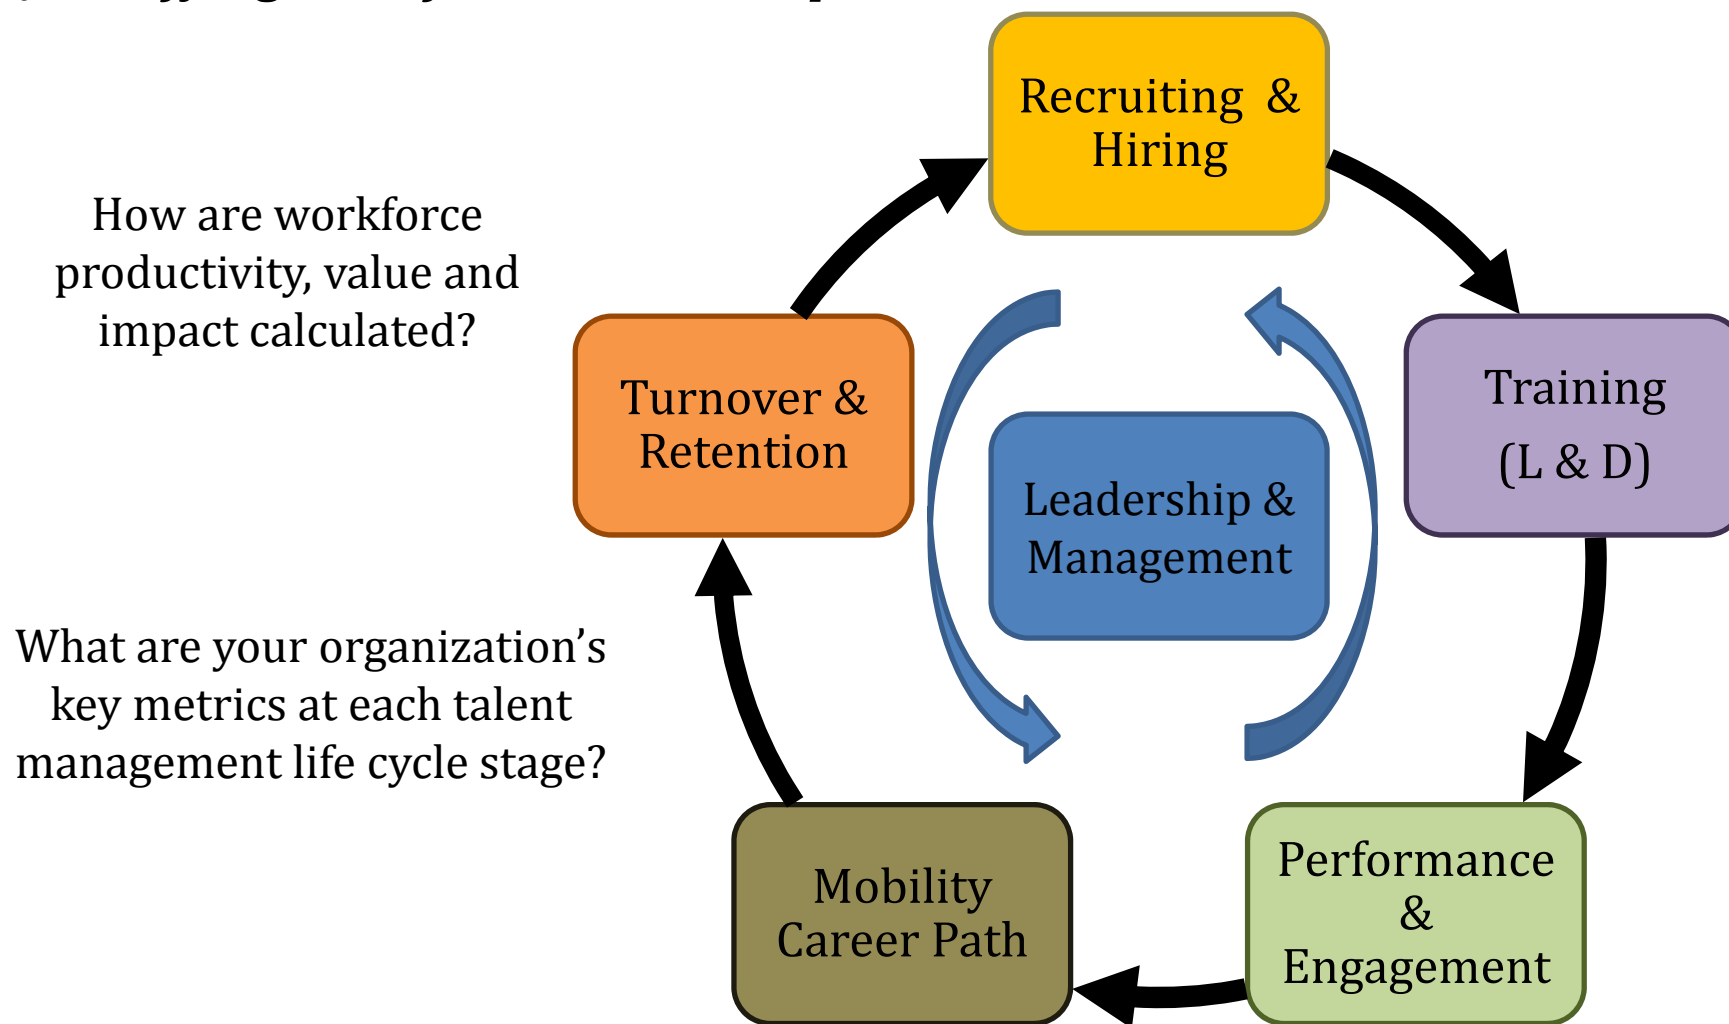 Recruiting &
Hiring
How are workforce
productivity, value and
impact calculated?
Turnover &
Retention
Training
(L & D)
Leadership &
Management
What are your organization’s
key metrics at each talent
management life cycle stage?
Mobility
Career Path
Performance
&
Engagement